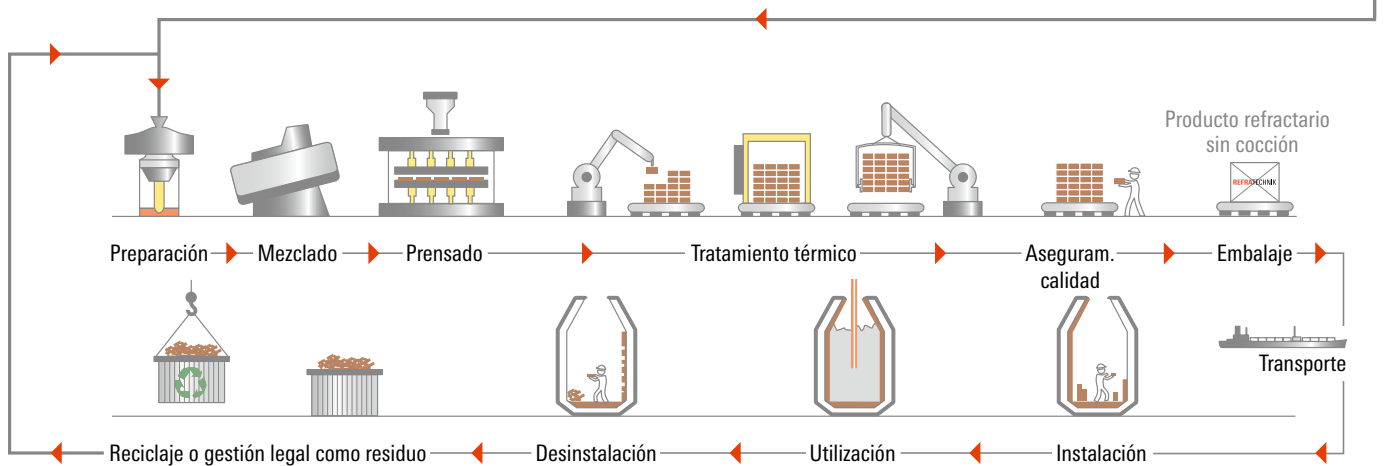 Producto refractario
sin cocción
REFRATECHNIK
Preparación
Mezclado
Prensado
Tratamiento térmico
Aseguram.
calidad
Embalaje
Transporte
Reciclaje o gestión legal como residuo
Desinstalación
Utilización
Instalación